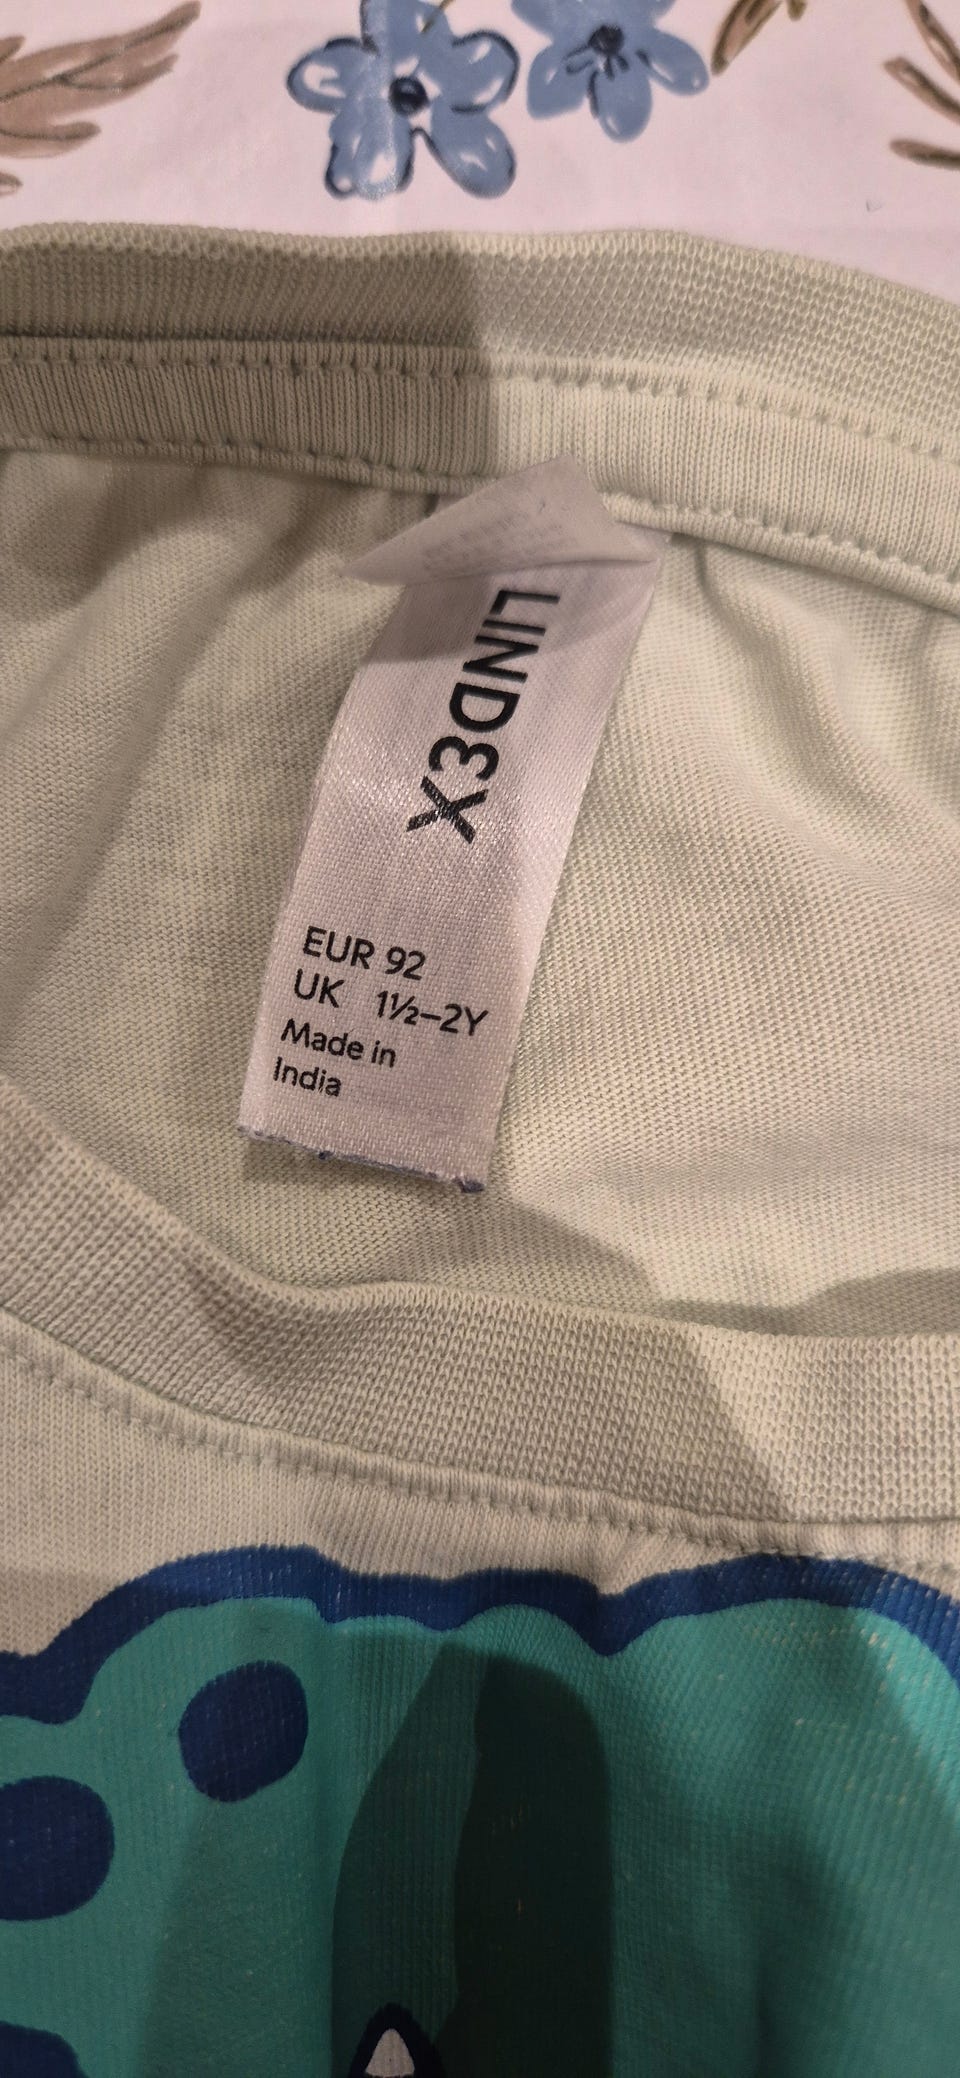 LINDEX
EUR 92
UK 1½–2Y
Made in
India